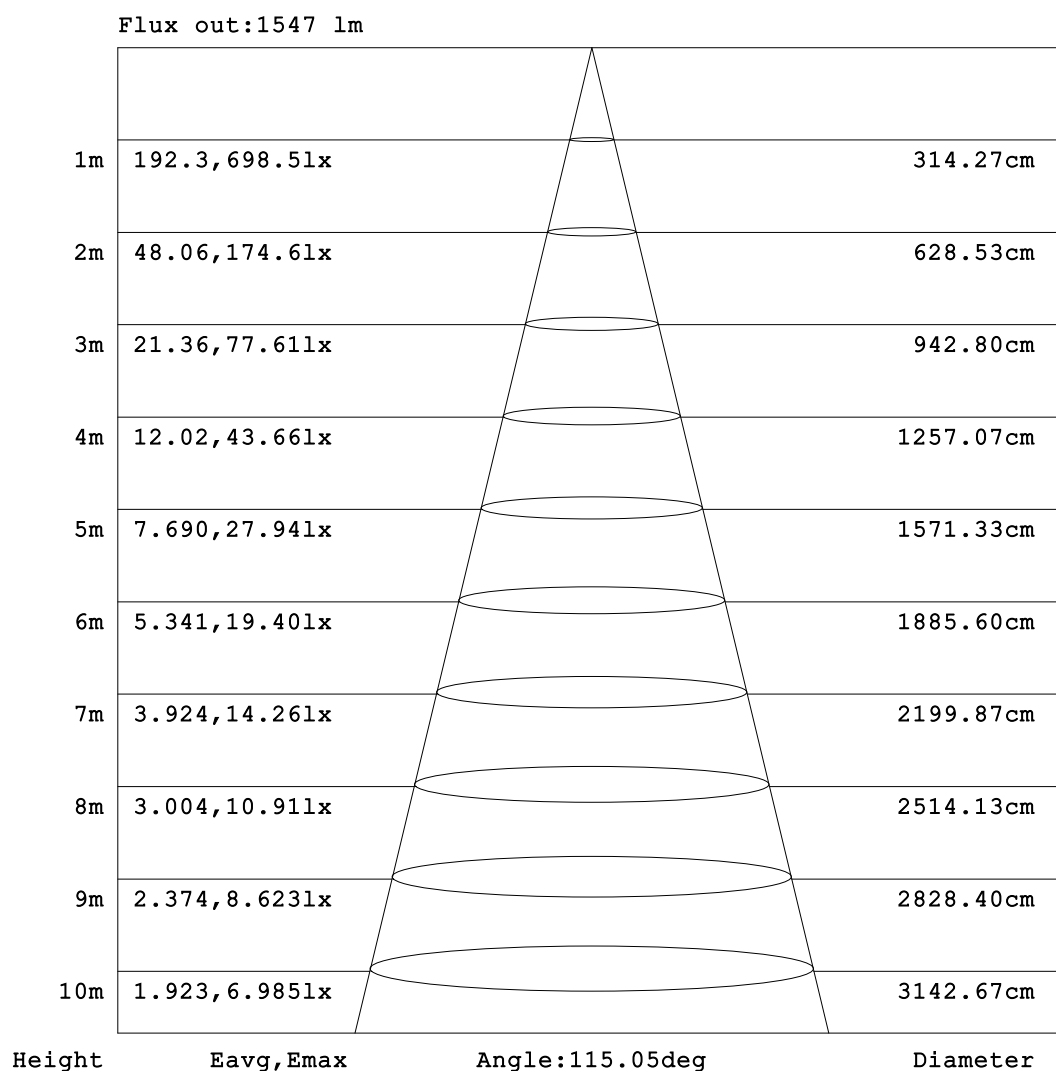 Flux out:1547 lm
1m 192.3,698.5lx 314.27cm
2m 48.06,174.6lx 628.53cm
3m 21.36,77.61lx 942.80cm
4m 12.02,43.66lx 1257.07cm
5m 7.690,27.94lx 1571.33cm
6m 5.341,19.40lx 1885.60cm
7m 3.924,14.26lx 2199.87cm
8m 3.004,10.91lx 2514.13cm
9m 2.374,8.623lx 2828.40cm
10m 1.923,6.985lx 3142.67cm
Height Eavg,Emax Angle:115.05deg Diameter